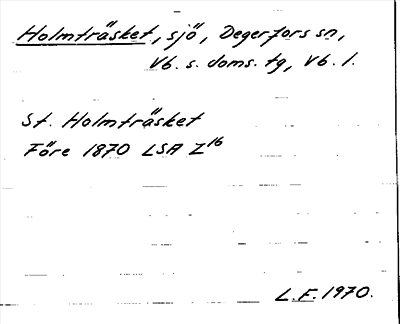 Holmträsket, sjö, Degerfors sn,
Vb. s. doms. tg, Vb. l.
St. Holmträsket
Före 1870 LSA Z16
L.F. 1970.